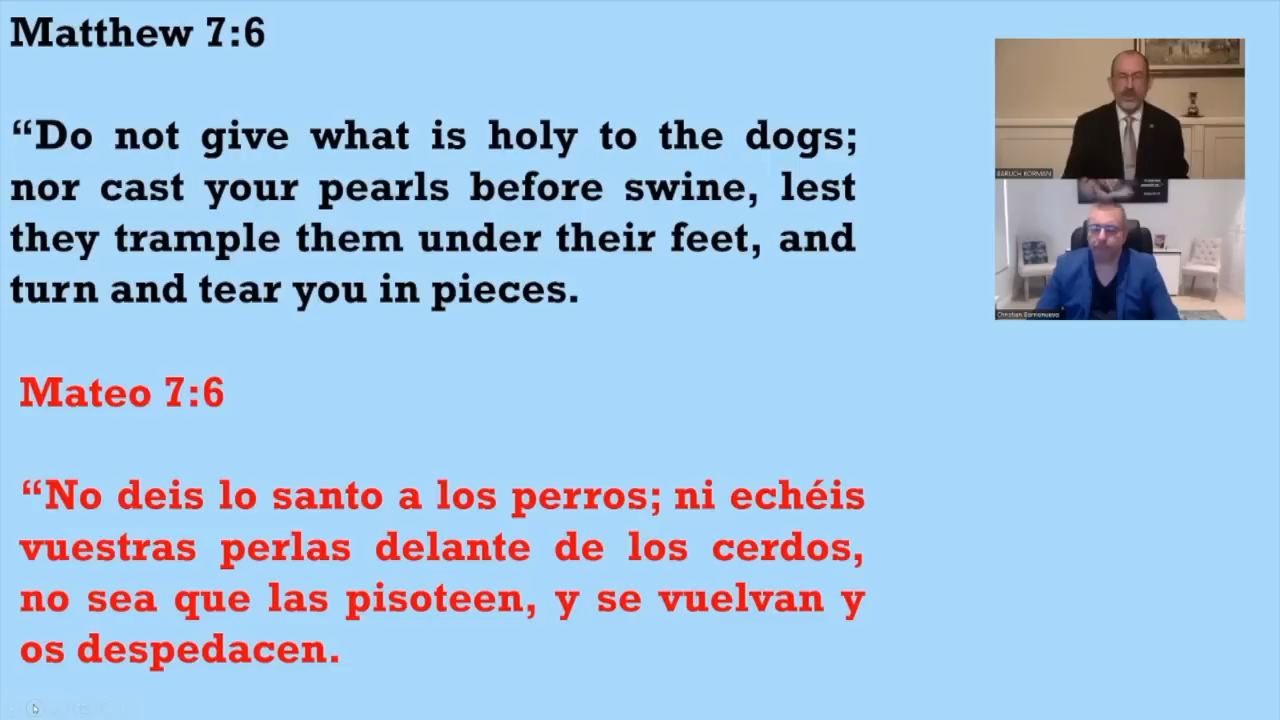 Matthew 7:6
“Do not give what is holy to the dogs;
nor cast your pearls before swine, lest
they trample them under their feet, and
turn and tear you in pieces.
Mateo 7:6
“No deis lo santo a los perros; ni echéis
vuestras perlas delante de los cerdos,
no sea que las pisoteen, y se vuelvan y
os despedacen.
BARUCH KORMAN
Christian Barrionuevo